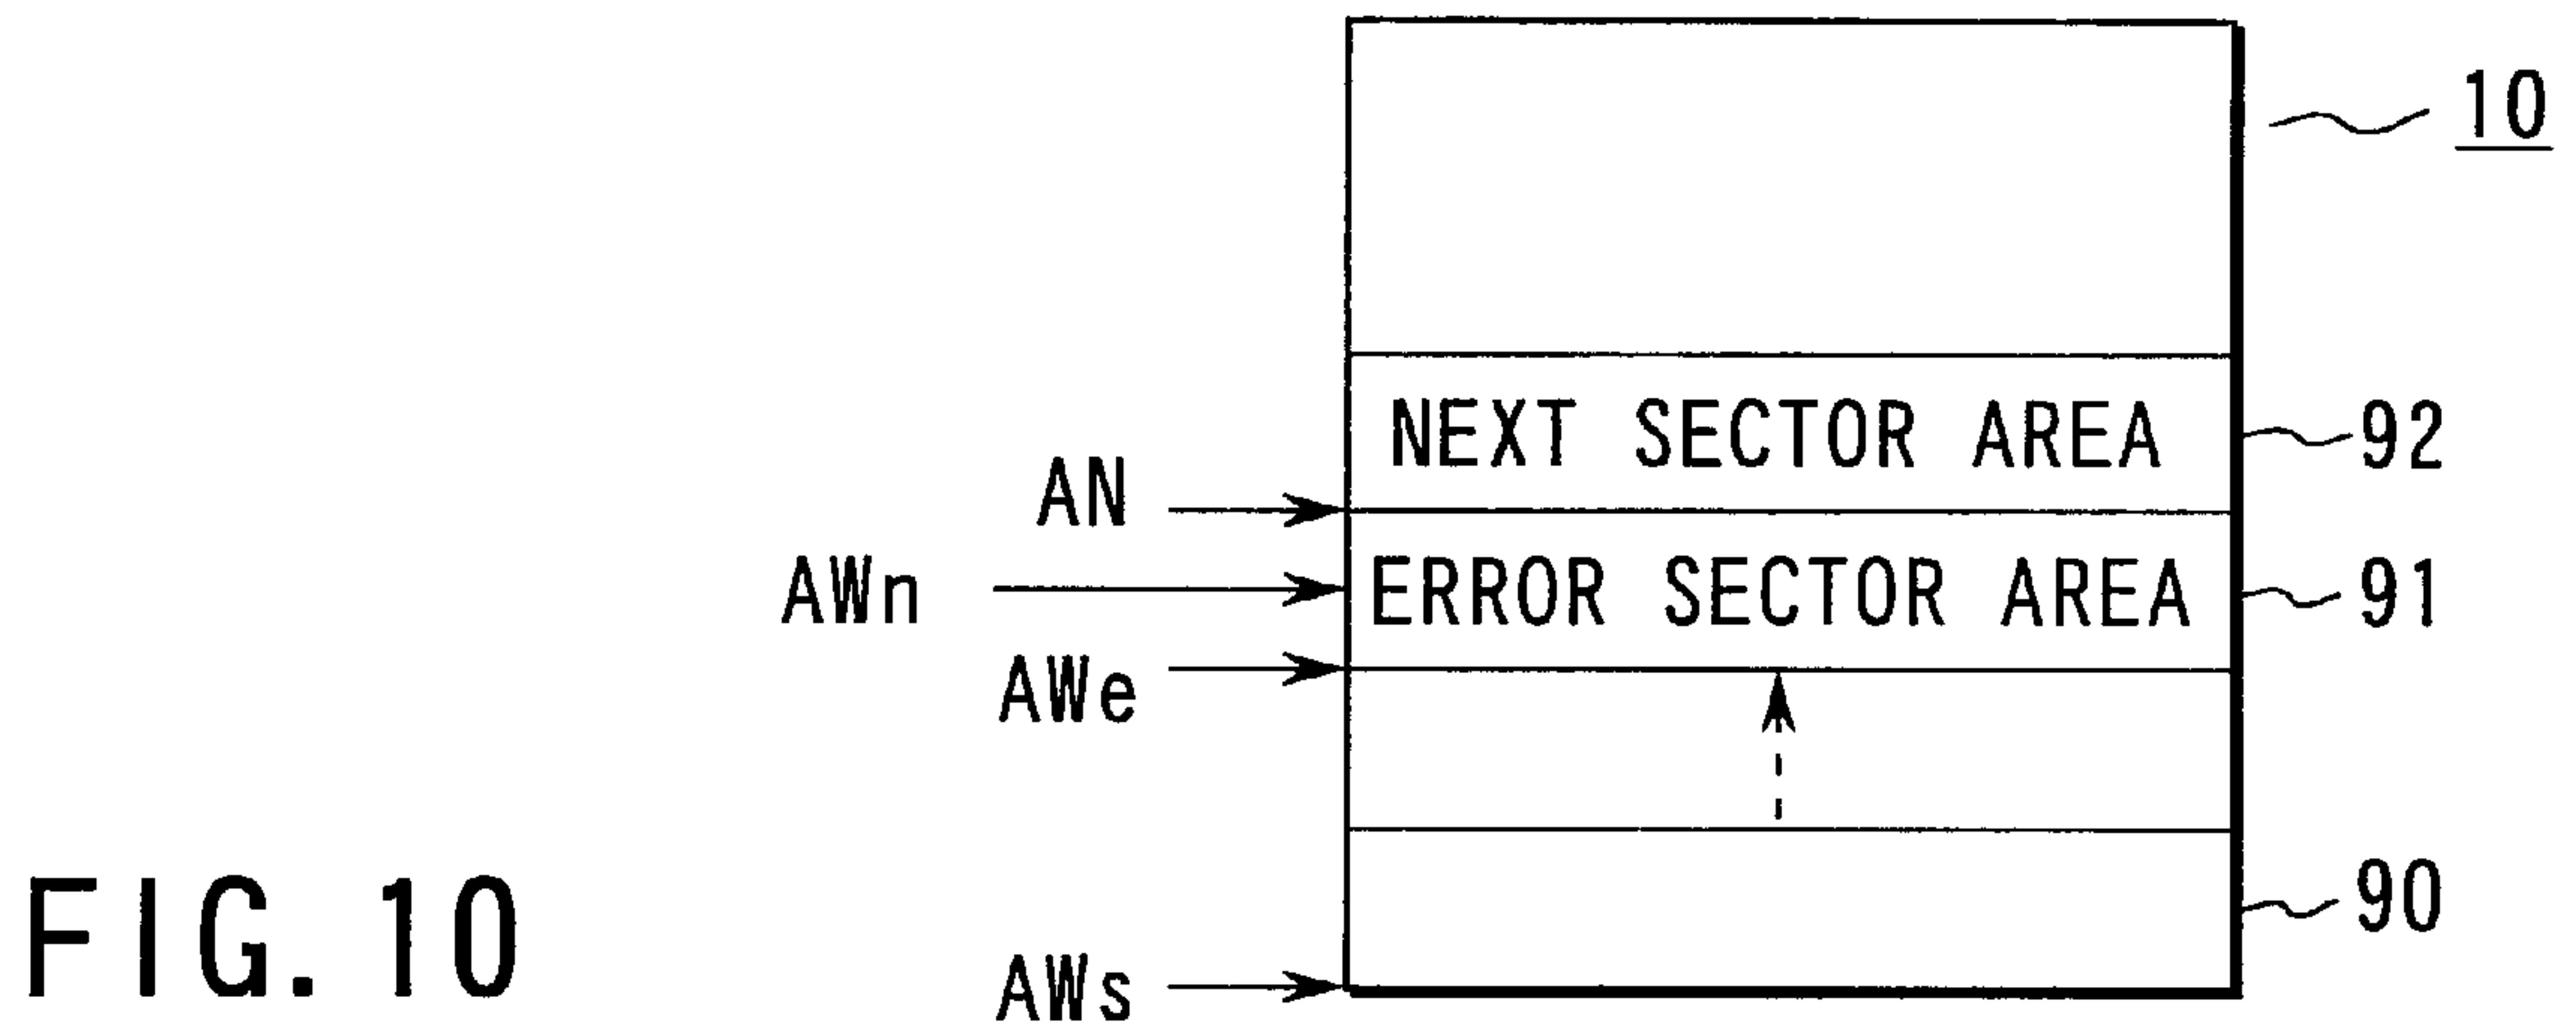 10
NEXT SECTOR AREA 92
AN
AWn ERROR SECTOR AREA 91
AWe
90
AWs
FIG. 10